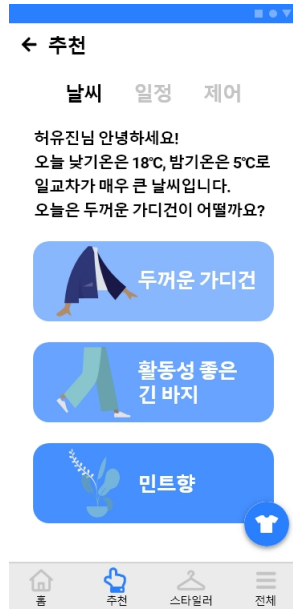 추천
날씨 일정 제어
허유진님 안녕하세요!
오늘 낮기온은 18℃, 밤기온은 5℃로
일교차가 매우 큰 날씨입니다.
오늘은 두꺼운 가디건이 어떨까요?
두꺼운 가디건
활동성 좋은
긴 바지
민트향
홈 추천 스타일러 전체